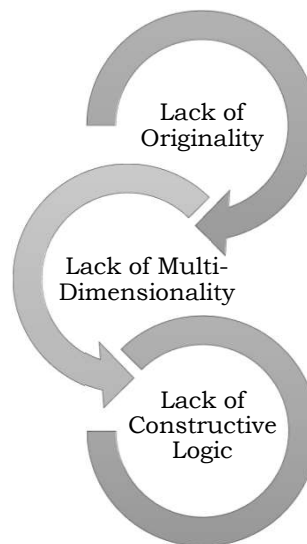 Lack of
Originality
Lack of Multi-
Dimensionality
Lack of
Constructive
Logic